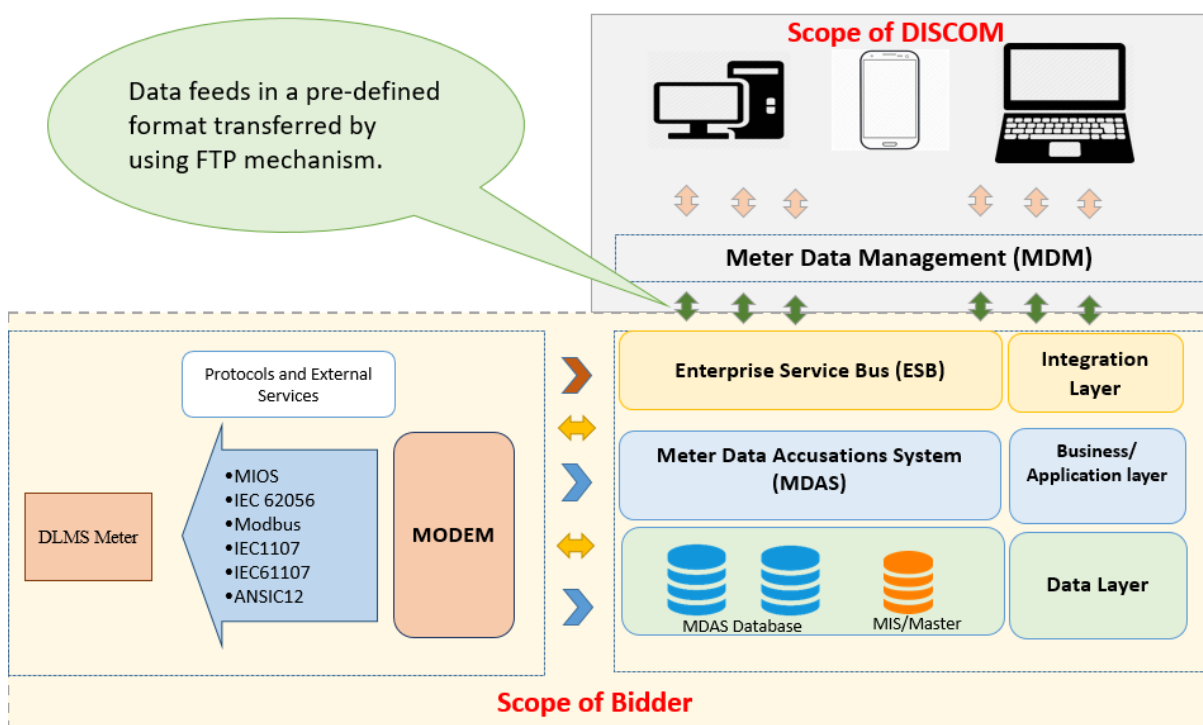 Scope of DISCOM
Data feeds in a pre-defined
format transferred by
using FTP mechanism.
Meter Data Management (MDM)
Protocols and External
Services
•MIOS
•IEC 62056
•Modbus
•IEC1107
•IEC61107
•ANSIC12
DLMS Meter
MODEM
Enterprise Service Bus (ESB)
Integration
Layer
Meter Data Accusations System
(MDAS)
Business/
Application layer
MDAS Database
MIS/Master
Data Layer
Scope of Bidder